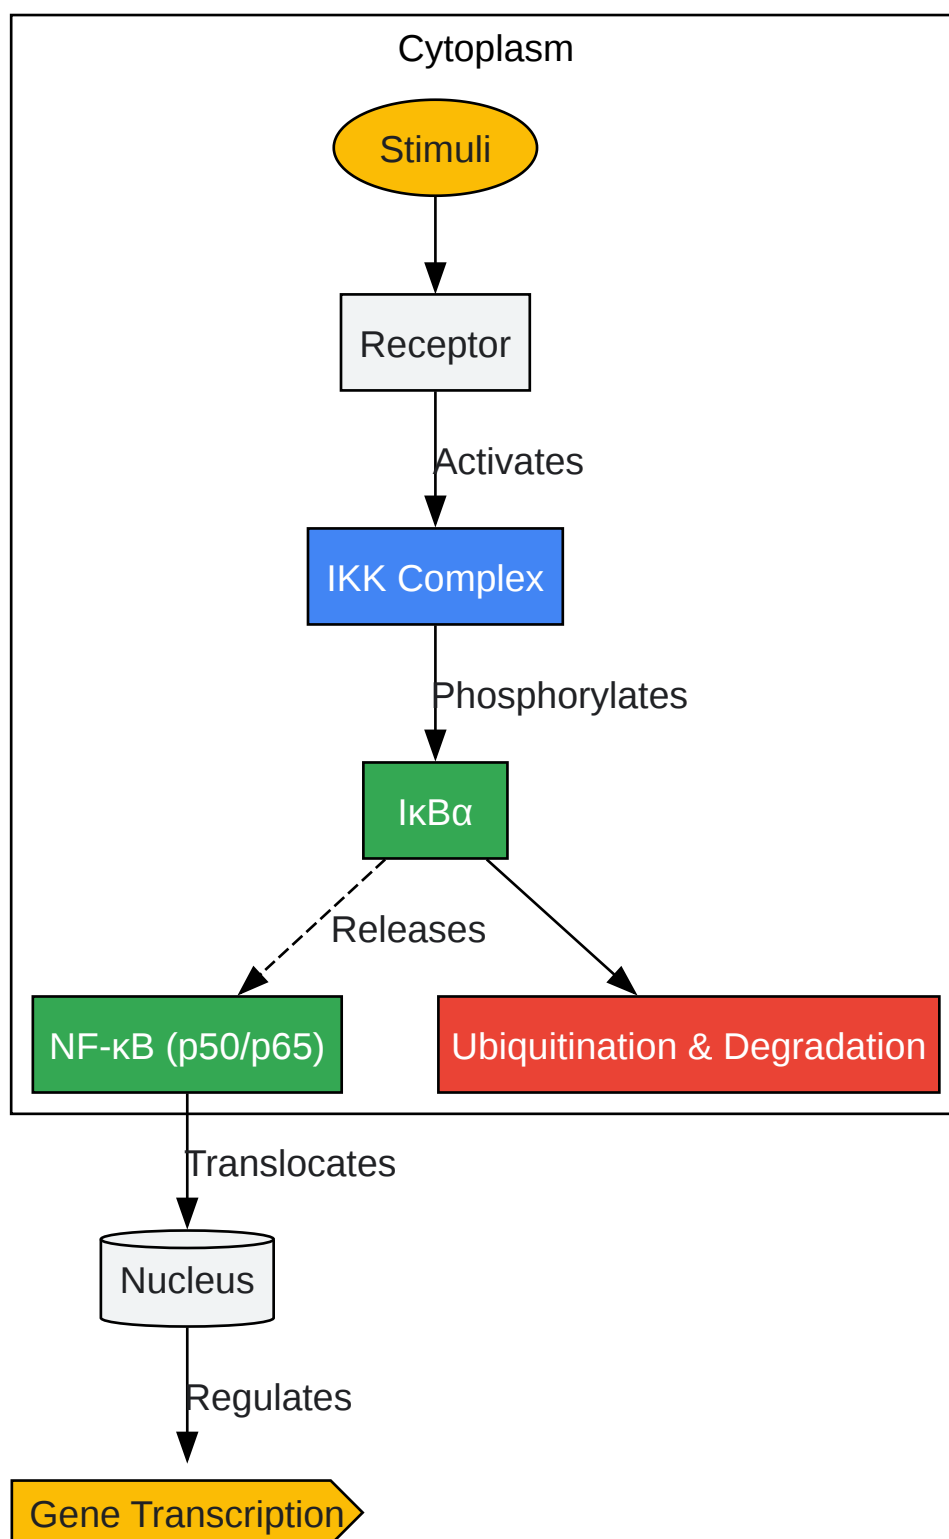 Cytoplasm
Stimuli
Receptor
Activates
IKK Complex
Phosphorylates
IκBα
Releases
NF-κB (p50/p65)
Ubiquitination & Degradation
Translocates
Nucleus
Regulates
Gene Transcription